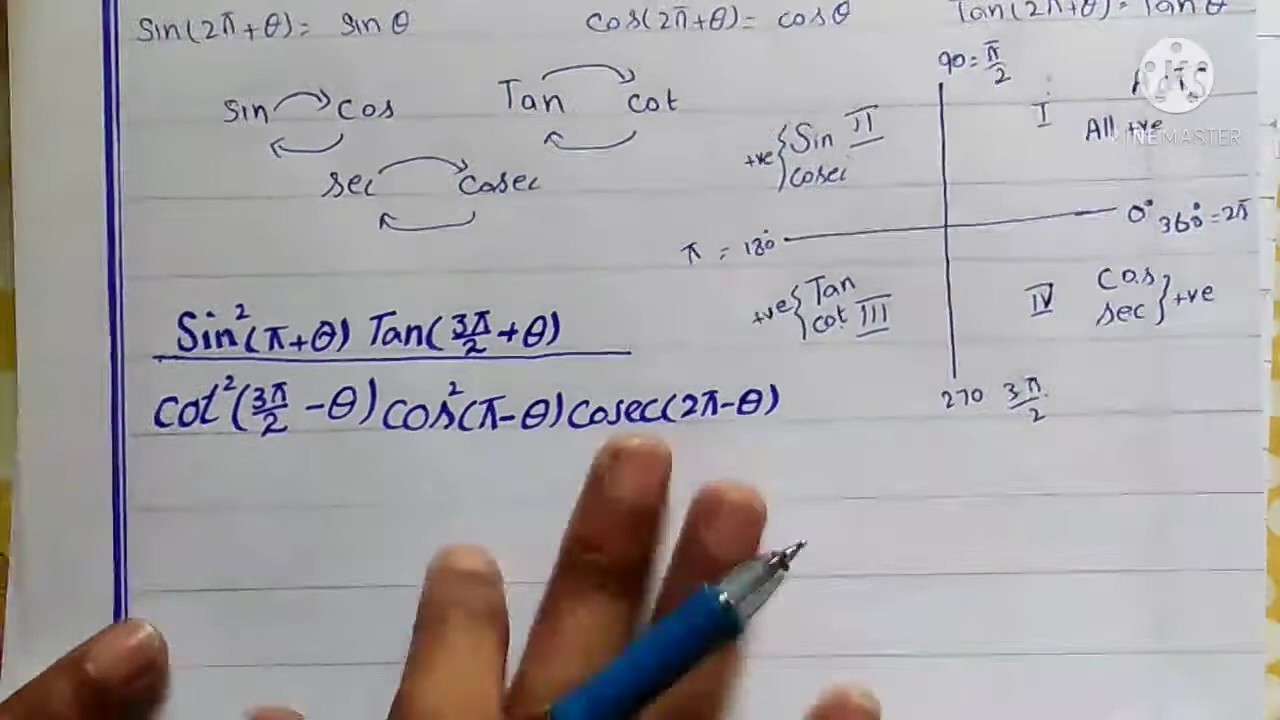 Sin(2π+θ) = sin θ    cos(2π+θ) = cos θ    Tan(2π+θ) = Tan θ
90 = π/2
sin cos    Tan cot
I    All +ve
KINEMASTER
+ve { Sin II
cosec
sec cosec
π = 180°    0° 360° = 2π
+ve { Tan
cot III
IV    cos
sec } +ve
Sin²(π+θ) Tan(3π/2+θ)
cot²(3π/2-θ) cos²(π-θ) cosec(2π-θ)
270 3π/2